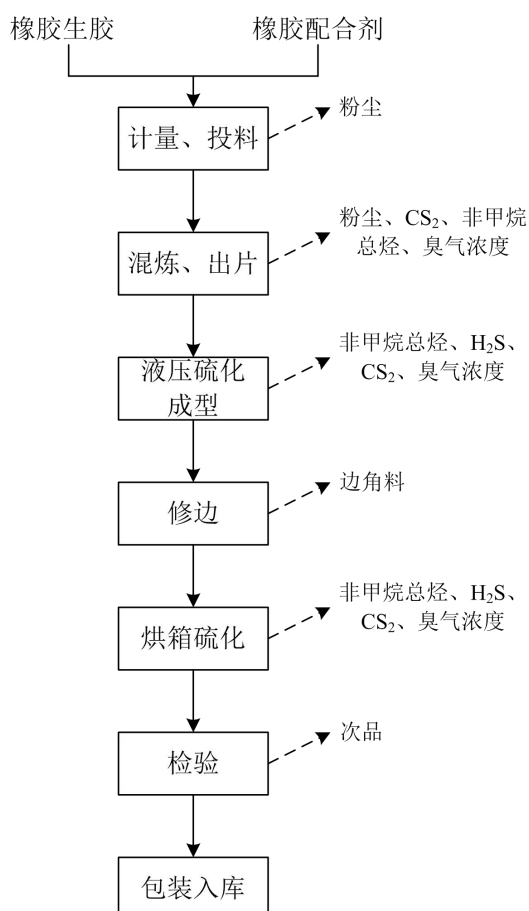 橡胶生胶
橡胶配合剂
计量、投料
粉尘
混炼、出片
粉尘、CS₂、非甲烷
总烃、臭气浓度
液压硫化
成型
非甲烷总烃、H₂S、
CS₂、臭气浓度
修边
边角料
烘箱硫化
非甲烷总烃、H₂S、
CS₂、臭气浓度
检验
次品
包装入库